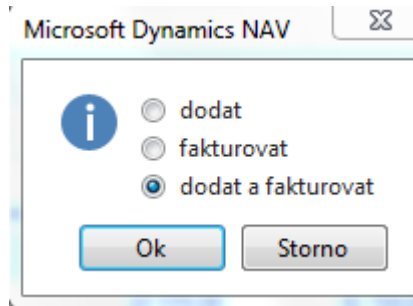 Microsoft Dynamics NAV
dodat
fakturovat
dodat a fakturovat
Ok
Storno